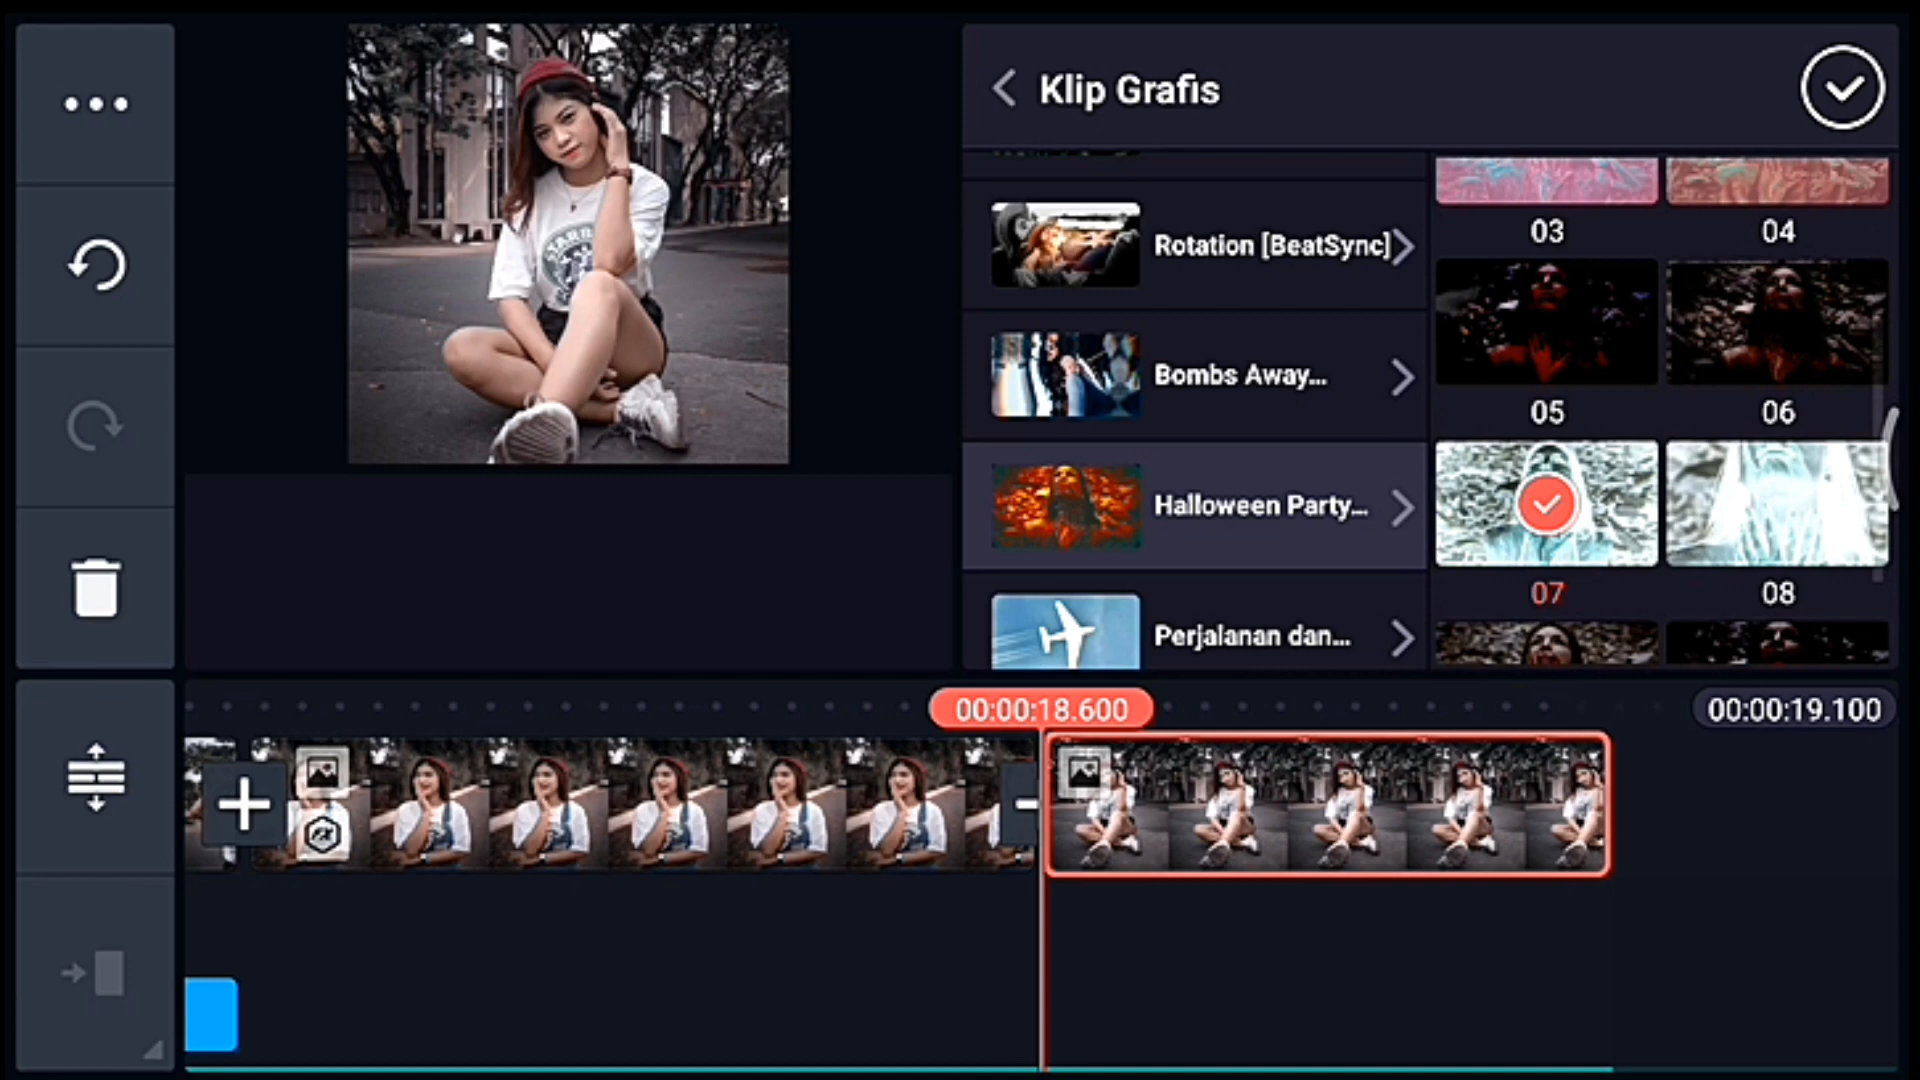 Klip Grafis
Rotation [BeatSync]
Bombs Away...
Halloween Party...
Perjalanan dan...
03
04
05
06
07
08
00:00:18.600
00:00:19.100
FX